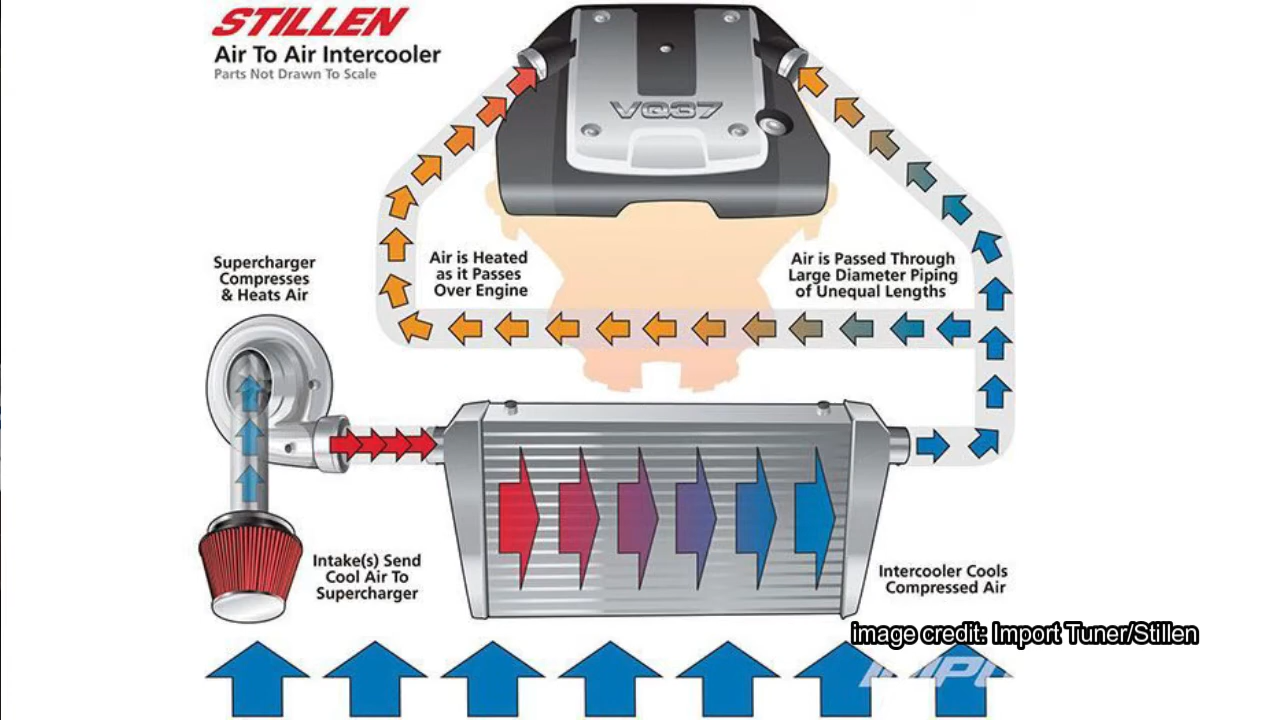 STILLEN
Air To Air Intercooler
Parts Not Drawn To Scale
VQ37
Air is Heated
as it Passes
Over Engine
Air is Passed Through
Large Diameter Piping
of Unequal Lengths
Supercharger
Compresses
& Heats Air
Intake(s) Send
Cool Air To
Supercharger
Intercooler Cools
Compressed Air
image credit: Import Tuner/Stillen